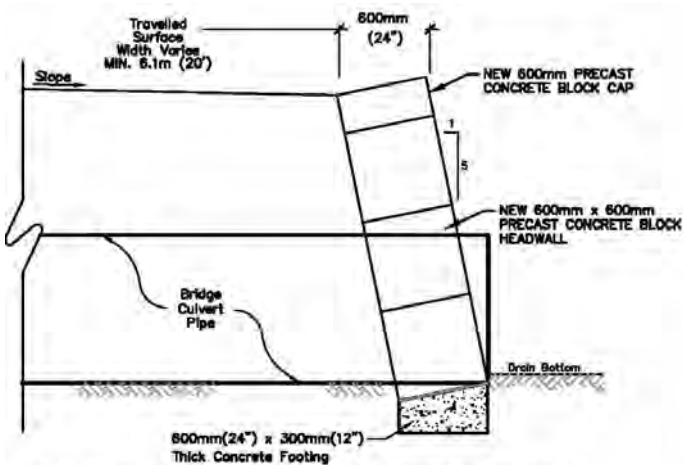 Travelled
Surface
Width Varies
MIN. 6.1m (20')
600mm
(24")
Slope
NEW 600mm PRECAST
CONCRETE BLOCK CAP
1
5
NEW 600mm x 600mm
PRECAST CONCRETE BLOCK
HEADWALL
Bridge
Culvert
Pipe
Drain Bottom
600mm(24") x 300mm(12")
Thick Concrete Footing